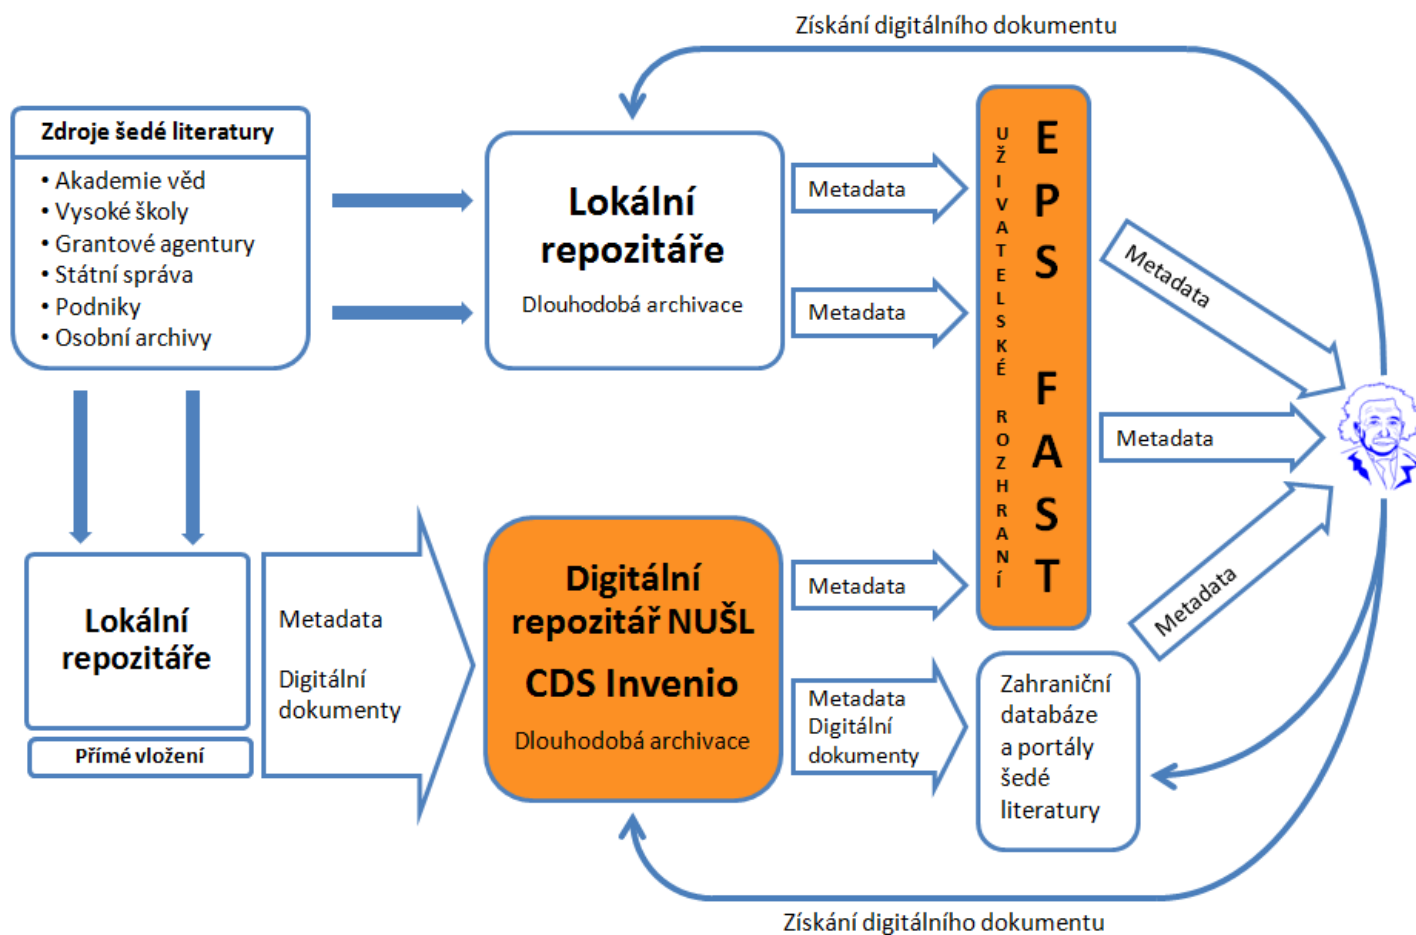 Získání digitálního dokumentu
Zdroje šedé literatury
• Akademie věd
• Vysoké školy
• Grantové agentury
• Státní správa
• Podniky
• Osobní archivy
Lokální
repozitáře
Dlouhodobá archivace
Metadata
Metadata
UŽIVATELSKÉ ROZHRANÍ
EPS FAST
Metadata
Metadata
Metadata
Lokální
repozitáře
Přímé vložení
Metadata
Digitální
dokumenty
Digitální
repozitář NUŠL
CDS Invenio
Dlouhodobá archivace
Metadata
Metadata
Digitální
dokumenty
Zahraniční
databáze
a portály
šedé
literatury
Získání digitálního dokumentu